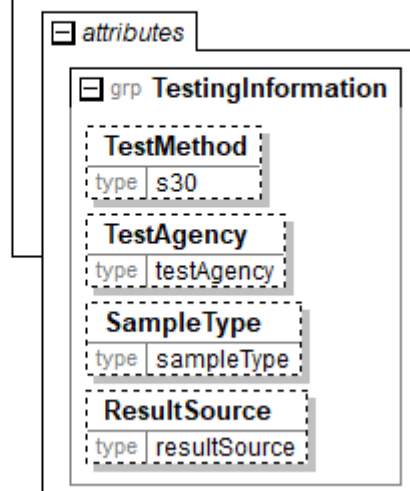 attributes
grp TestingInformation
TestMethod
type s30
TestAgency
type testAgency
SampleType
type sampleType
ResultSource
type resultSource